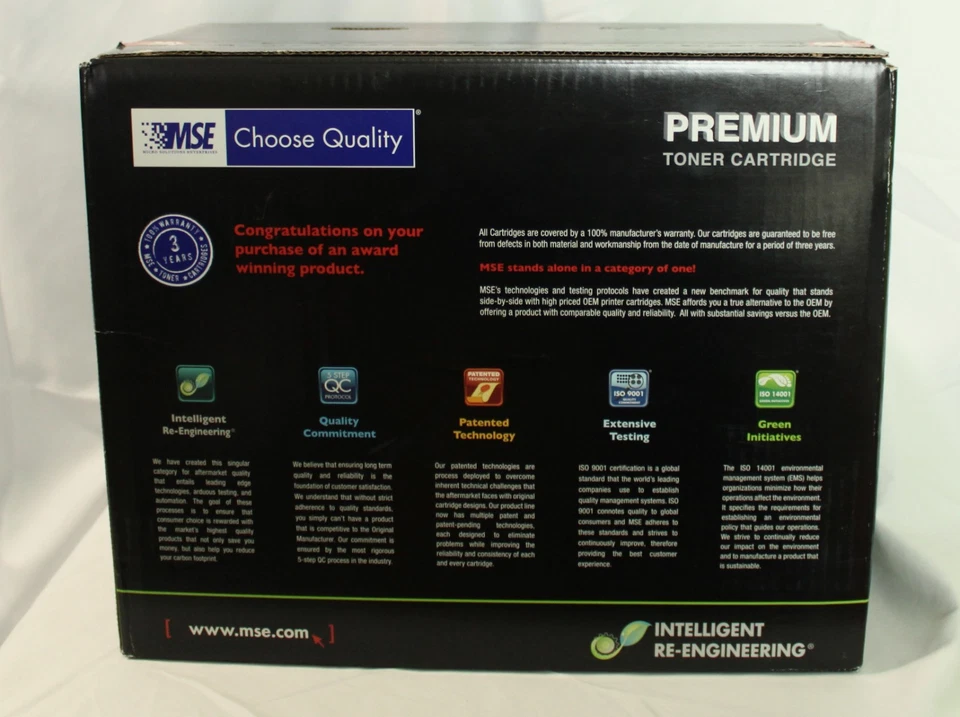 MSE
MICRO SOLUTIONS ENTERPRISES
Choose Quality®
PREMIUM
TONER CARTRIDGE
100% WARRANTY
3
YEARS
MSE ★ TONER ★ CARTRIDGES
Congratulations on your
purchase of an award
winning product.
All Cartridges are covered by a 100% manufacturer's warranty. Our cartridges are guaranteed to be free
from defects in both material and workmanship from the date of manufacture for a period of three years.
MSE stands alone in a category of one!
MSE's technologies and testing protocols have created a new benchmark for quality that stands
side-by-side with high priced OEM printer cartridges. MSE affords you a true alternative to the OEM by
offering a product with comparable quality and reliability. All with substantial savings versus the OEM.
Intelligent
Re-Engineering®
We have created this singular
category for aftermarket quality
that entails leading edge
technologies, arduous testing, and
automation. The goal of these
processes is to ensure that
consumer choice is rewarded with
the market's highest quality
products that not only save you
money, but also help you reduce
your carbon footprint.
5 STEP
QC
PROTOCOL
Quality
Commitment
We believe that ensuring long term
quality and reliability is the
foundation of customer satisfaction.
We understand that without strict
adherence to quality standards,
you simply can't have a product
that is competitive to the Original
Manufacturer. Our commitment is
ensured by the most rigorous
5-step QC process in the industry.
PATENTED
TECHNOLOGY
Patented
Technology
Our patented technologies are
process deployed to overcome
inherent technical challenges that
the aftermarket faces with original
cartridge designs. Our product line
now has multiple patent and
patent-pending technologies,
each designed to eliminate
problems while improving the
reliability and consistency of each
and every cartridge.
ISO 9001
Extensive
Testing
ISO 9001 certification is a global
standard that the world's leading
companies use to establish
quality management systems. ISO
9001 connotes quality to global
consumers and MSE adheres to
these standards and strives to
continuously improve, therefore
providing the best customer
experience.
ISO 14001
Green
Initiatives
The ISO 14001 environmental
management system (EMS) helps
organizations minimize how their
operations affect the environment.
It specifies the requirements for
establishing an environmental
policy that guides our operations.
We strive to continually reduce
our impact on the environment
and to manufacture a product that
is sustainable.
[ www.mse.com ]
INTELLIGENT
RE-ENGINEERING®